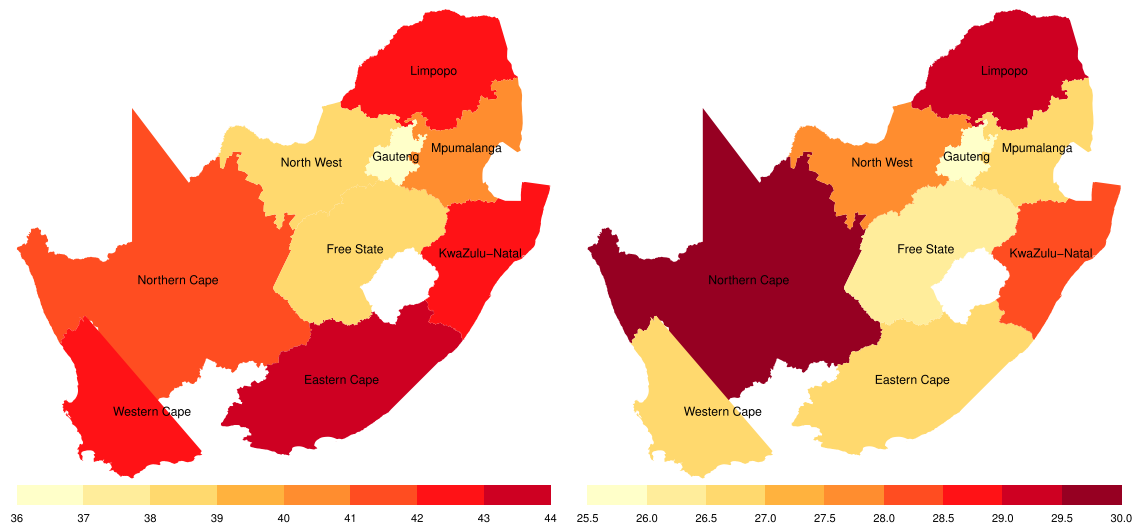 Limpopo
North West
Gauteng
Mpumalanga
Free State
KwaZulu−Natal
Northern Cape
Eastern Cape
Western Cape
36 37 38 39 40 41 42 43 44
Limpopo
North West
Gauteng
Mpumalanga
Free State
KwaZulu−Natal
Northern Cape
Eastern Cape
Western Cape
25.5 26.0 26.5 27.0 27.5 28.0 28.5 29.0 29.5 30.0